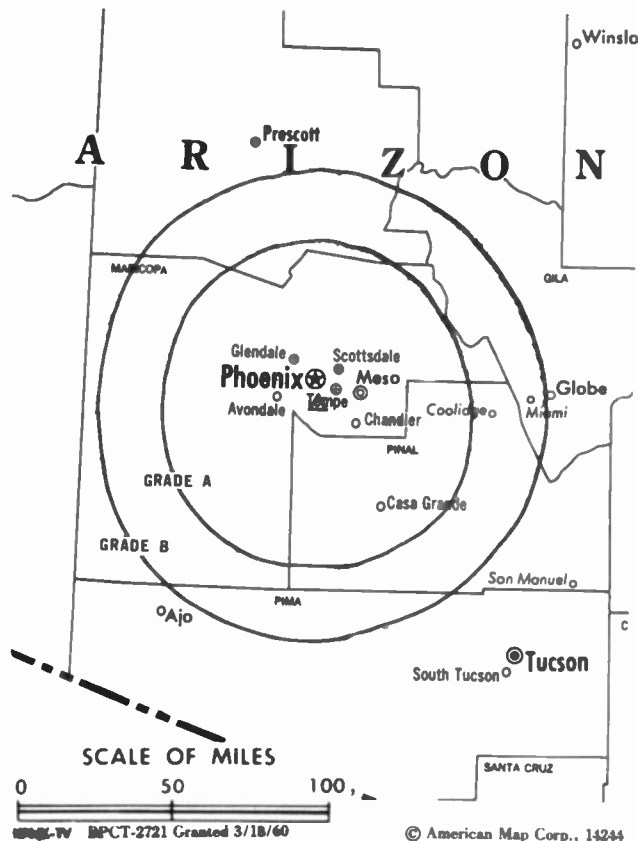 Winslo
Prescott
A R I Z O N
MARICOPA
GILA
Glendale
Scottsdale
Phoenix
Meso
Globe
Tempe
Avondale
Coolidge
Miami
Chandler
PINAL
GRADE A
Casa Grande
GRADE B
San Manuel
PIMA
Ajo
C
Tucson
South Tucson
SCALE OF MILES
SANTA CRUZ
0 50 100
-TV BPCT-2721 Granted 3/18/60
© American Map Corp., 14244